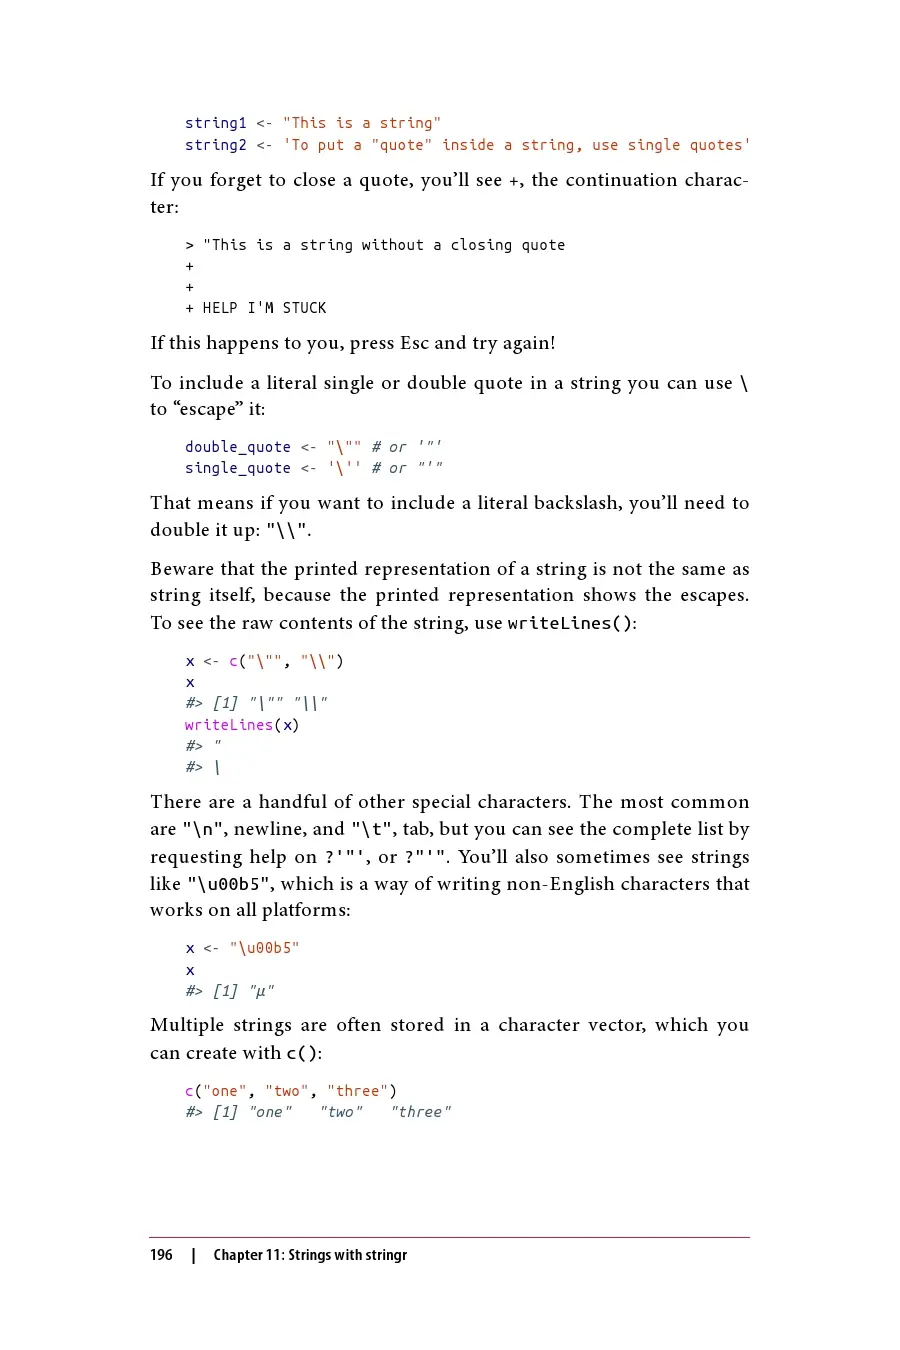 string1 <- "This is a string"
string2 <- 'To put a "quote" inside a string, use single quotes'
If you forget to close a quote, you’ll see +, the continuation charac-
ter:
> "This is a string without a closing quote
+
+
+ HELP I'M STUCK
If this happens to you, press Esc and try again!
To include a literal single or double quote in a string you can use \
to “escape” it:
double_quote <- "\"" # or '"'
single_quote <- '\'' # or "'"
That means if you want to include a literal backslash, you’ll need to
double it up: "\\".
Beware that the printed representation of a string is not the same as
string itself, because the printed representation shows the escapes.
To see the raw contents of the string, use writeLines():
x <- c("\"", "\\")
x
#> [1] "\"" "\\"
writeLines(x)
#> "
#> \
There are a handful of other special characters. The most common
are "\n", newline, and "\t", tab, but you can see the complete list by
requesting help on ?'"', or ?"'". You’ll also sometimes see strings
like "\u00b5", which is a way of writing non-English characters that
works on all platforms:
x <- "\u00b5"
x
#> [1] "µ"
Multiple strings are often stored in a character vector, which you
can create with c():
c("one", "two", "three")
#> [1] "one"   "two"   "three"
196 | Chapter 11: Strings with stringr